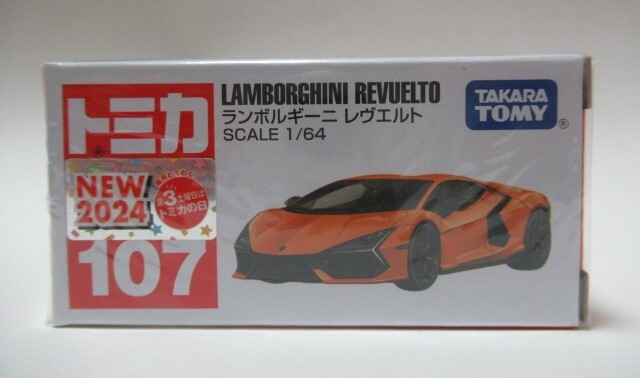 LAMBORGHINI REVUELTO
ランボルギーニ レヴエルト
SCALE 1/64
TAKARA
TOMY®
トミカ®
NEW
2024
第3土曜日は
トミカの日
107